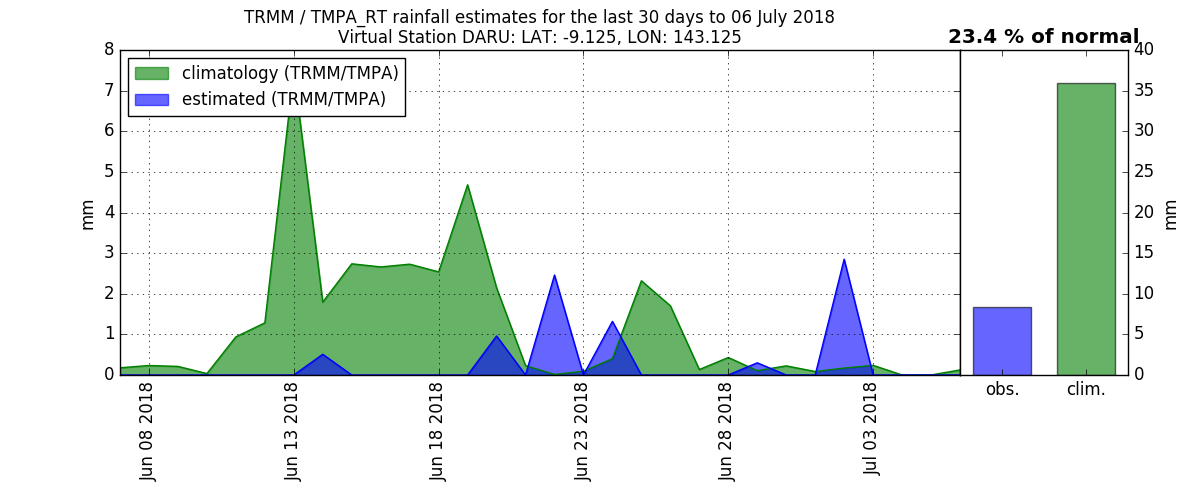 TRMM / TMPA_RT rainfall estimates for the last 30 days to 06 July 2018
Virtual Station DARU: LAT: -9.125, LON: 143.125
23.4 % of normal
climatology (TRMM/TMPA)
estimated (TRMM/TMPA)
8
7
6
5
4
3
2
1
0
mm
Jun 08 2018
Jun 13 2018
Jun 18 2018
Jun 23 2018
Jun 28 2018
Jul 03 2018
40
35
30
25
20
15
10
5
0
mm
obs.
clim.